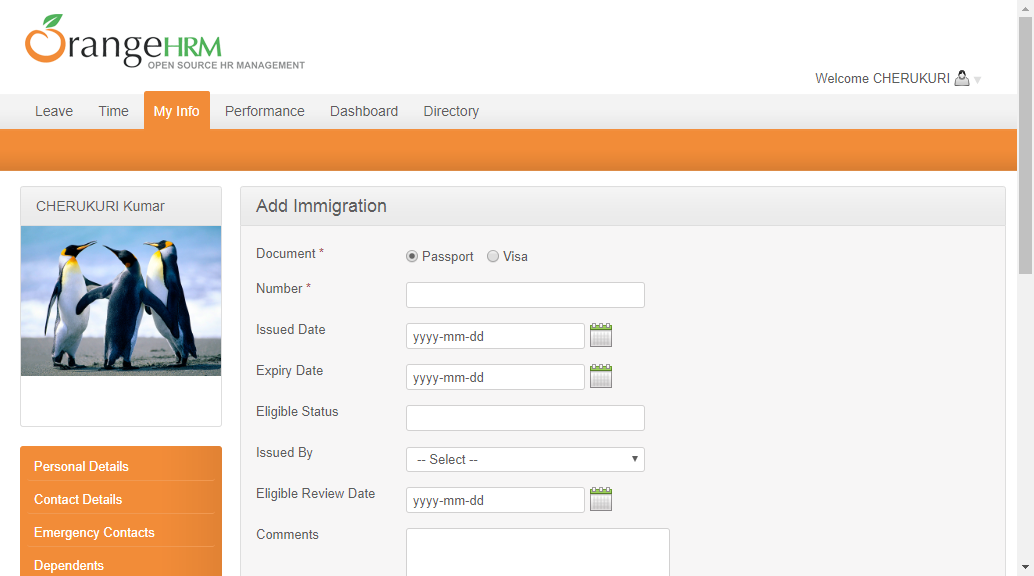 OrangeHRM
OPEN SOURCE HR MANAGEMENT
Welcome CHERUKURI
Leave Time My Info Performance Dashboard Directory
CHERUKURI Kumar
Personal Details
Contact Details
Emergency Contacts
Dependents
Add Immigration
Document * Passport Visa
Number *
Issued Date yyyy-mm-dd
Expiry Date yyyy-mm-dd
Eligible Status
Issued By -- Select --
Eligible Review Date yyyy-mm-dd
Comments